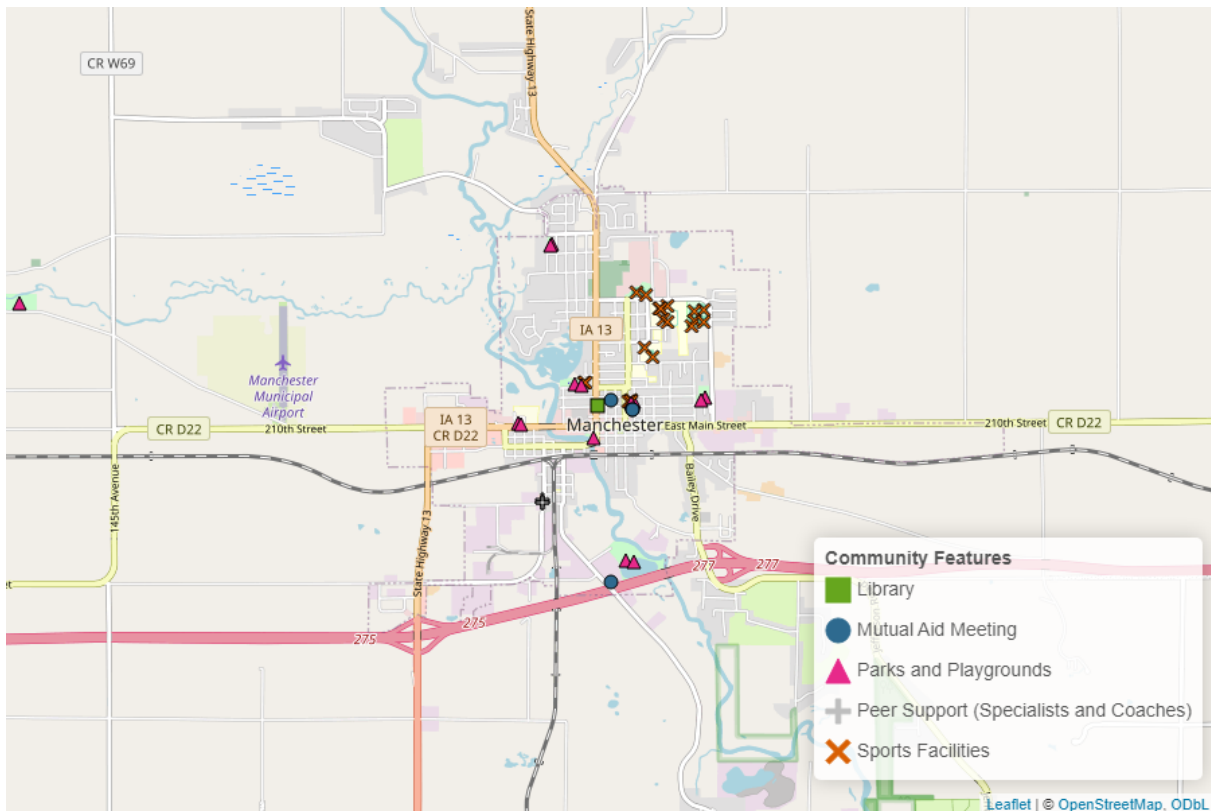 CR W69
State Highway 13
IA 13
Manchester
Municipal
Airport
CR D22
210th Street
IA 13
CR D22
Manchester
East Main Street
210th Street
CR D22
145th Avenue
Bailey Drive
State Highway 13
277
277
275
275
Community Features
Library
Mutual Aid Meeting
Parks and Playgrounds
Peer Support (Specialists and Coaches)
Sports Facilities
Leaflet | © OpenStreetMap, ODbL